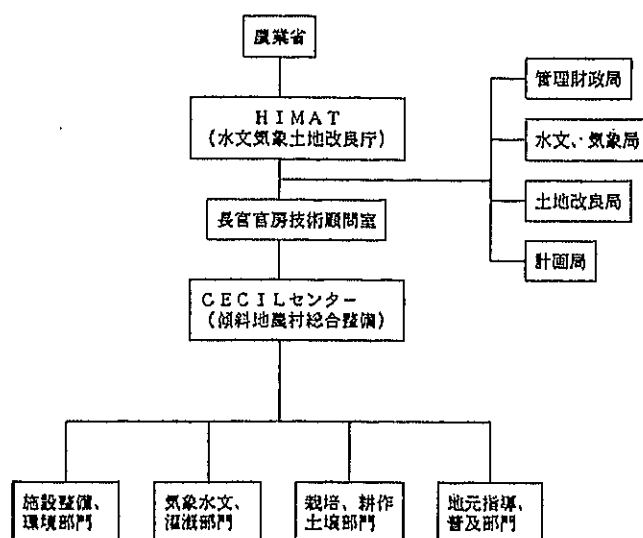 農業省
HIMAT
(水文気象土地改良庁)
管理財政局
水文、気象局
土地改良局
計画局
長官官房技術顧問室
CECILセンター
(傾斜地農村総合整備)
施設整備、
環境部門
気象水文、
灌漑部門
栽培、耕作
土壌部門
地元指導、
普及部門